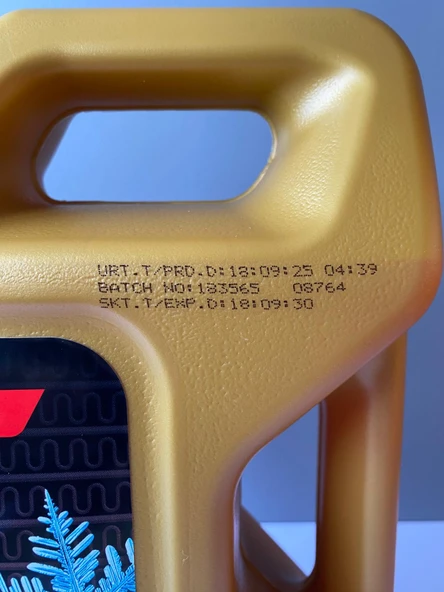 URT.T/PRD.D:18:09:25 04:39
BATCH NO:183565 08764
SKT.T/EXP.D:18:09:30